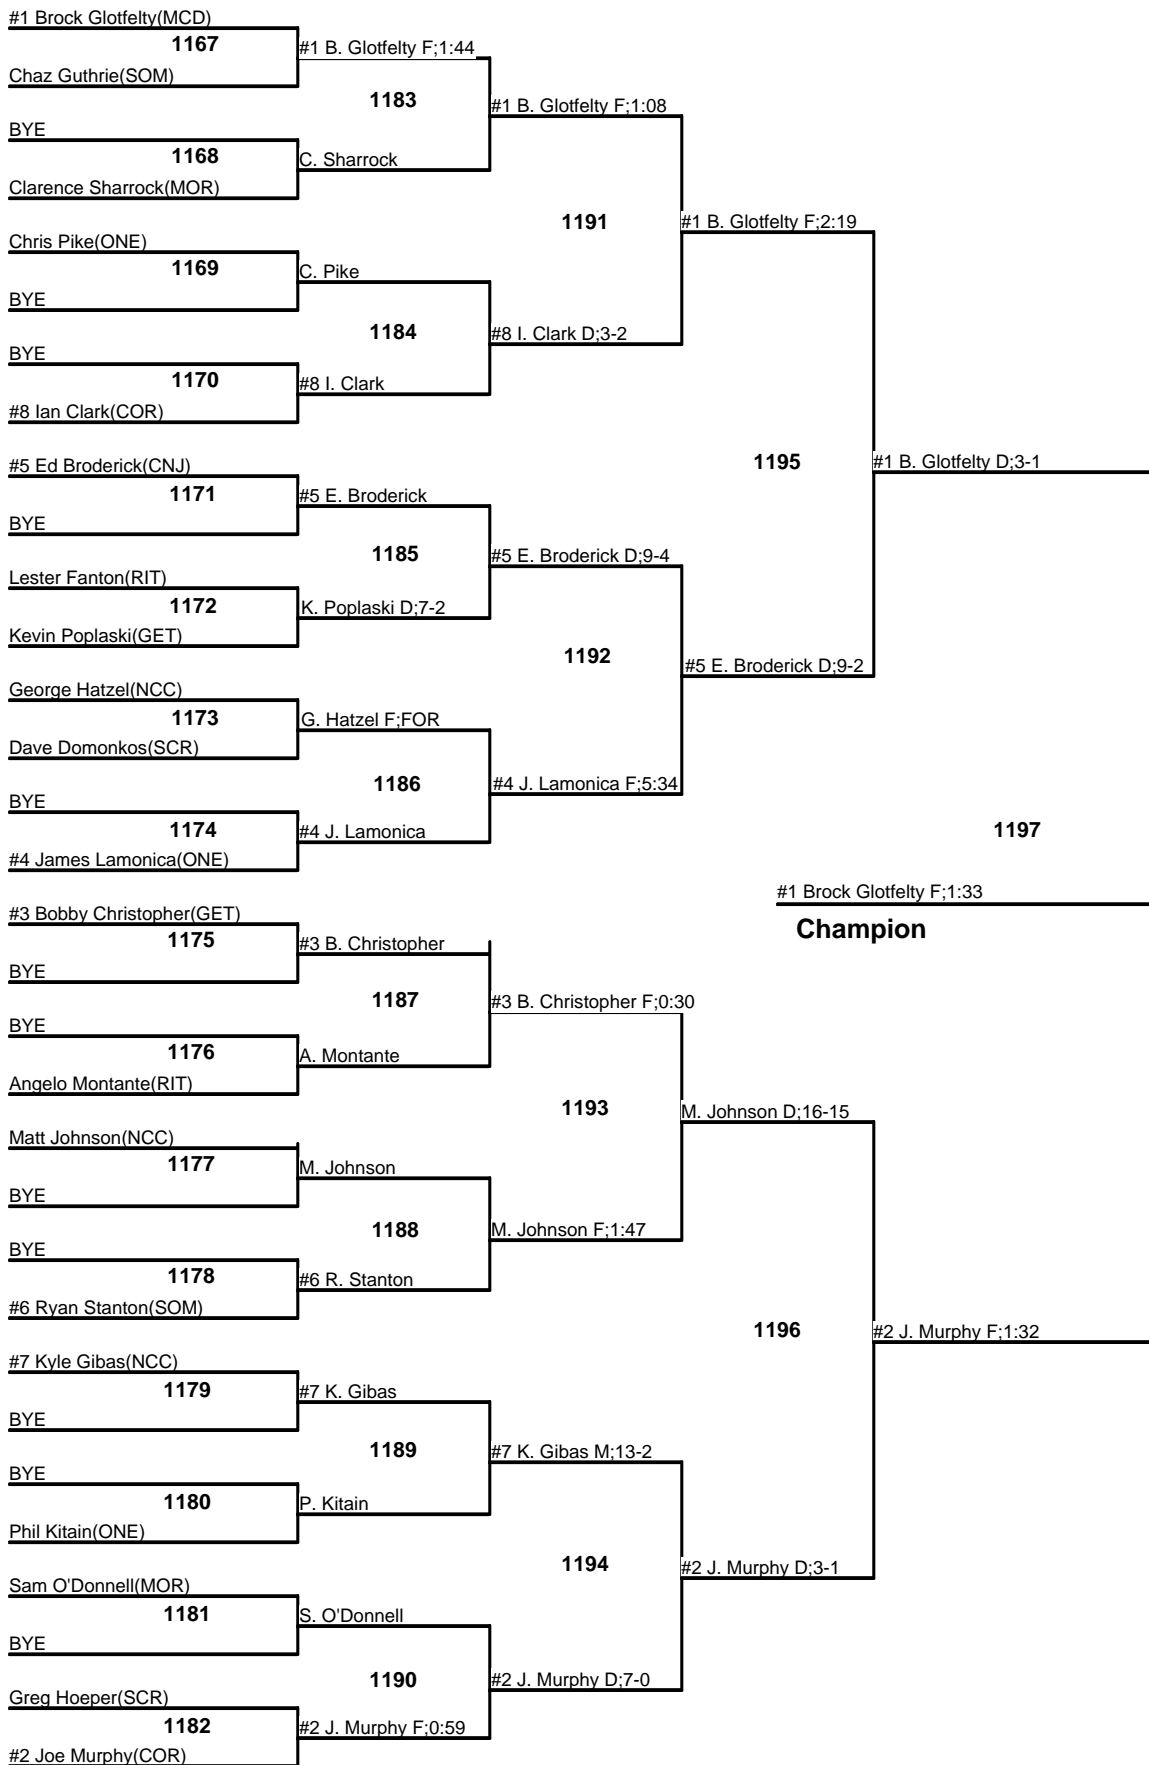 #1 Brock Glotfelty(MCD)
1167
#1 B. Glotfelty F;1:44
Chaz Guthrie(SOM)
1183
#1 B. Glotfelty F;1:08
BYE
1168
C. Sharrock
Clarence Sharrock(MOR)
1191
#1 B. Glotfelty F;2:19
Chris Pike(ONE)
1169
C. Pike
BYE
1184
#8 I. Clark D;3-2
BYE
1170
#8 I. Clark
#8 Ian Clark(COR)
1195
#1 B. Glotfelty D;3-1
#5 Ed Broderick(CNJ)
1171
#5 E. Broderick
BYE
1185
#5 E. Broderick D;9-4
Lester Fanton(RIT)
1172
K. Poplaski D;7-2
Kevin Poplaski(GET)
1192
#5 E. Broderick D;9-2
George Hatzel(NCC)
1173
G. Hatzel F;FOR
Dave Domonkos(SCR)
1186
#4 J. Lamonica F;5:34
BYE
1174
#4 J. Lamonica
#4 James Lamonica(ONE)
1197
#1 Brock Glotfelty F;1:33
Champion
#3 Bobby Christopher(GET)
1175
#3 B. Christopher
BYE
1187
#3 B. Christopher F;0:30
BYE
1176
A. Montante
Angelo Montante(RIT)
1193
M. Johnson D;16-15
Matt Johnson(NCC)
1177
M. Johnson
BYE
1188
M. Johnson F;1:47
BYE
1178
#6 R. Stanton
#6 Ryan Stanton(SOM)
1196
#2 J. Murphy F;1:32
#7 Kyle Gibas(NCC)
1179
#7 K. Gibas
BYE
1189
#7 K. Gibas M;13-2
BYE
1180
P. Kitain
Phil Kitain(ONE)
1194
#2 J. Murphy D;3-1
Sam O'Donnell(MOR)
1181
S. O'Donnell
BYE
1190
#2 J. Murphy D;7-0
Greg Hoeper(SCR)
1182
#2 J. Murphy F;0:59
#2 Joe Murphy(COR)